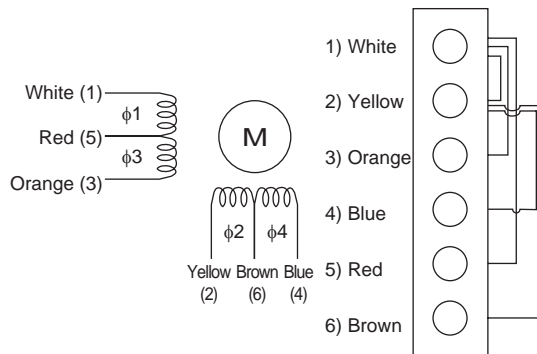 White (1)
ϕ1
Red (5)
ϕ3
Orange (3)
M
ϕ2
ϕ4
Yellow Brown Blue
(2) (6) (4)
1) White
2) Yellow
3) Orange
4) Blue
5) Red
6) Brown